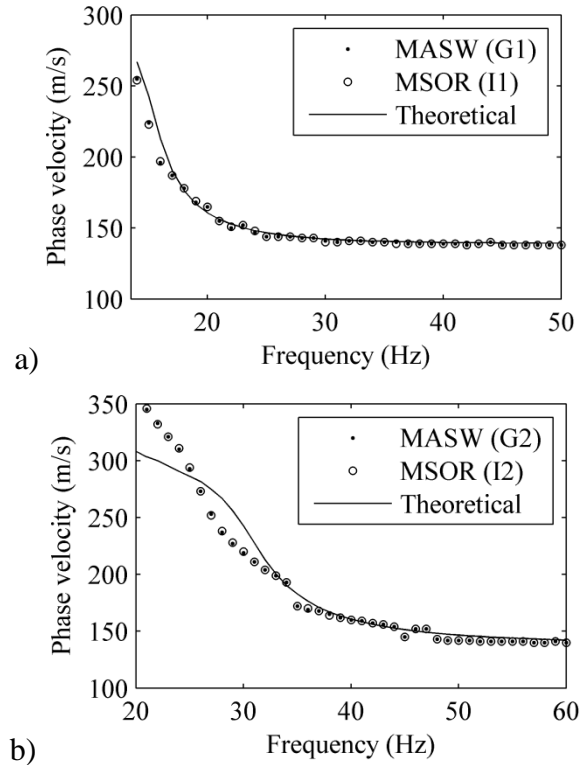 300
250
200
150
100
Phase velocity (m/s)
MASW (G1)
MSOR (I1)
Theoretical
20
30
40
50
Frequency (Hz)
a)
350
300
250
200
150
100
Phase velocity (m/s)
MASW (G2)
MSOR (I2)
Theoretical
20
30
40
50
60
Frequency (Hz)
b)